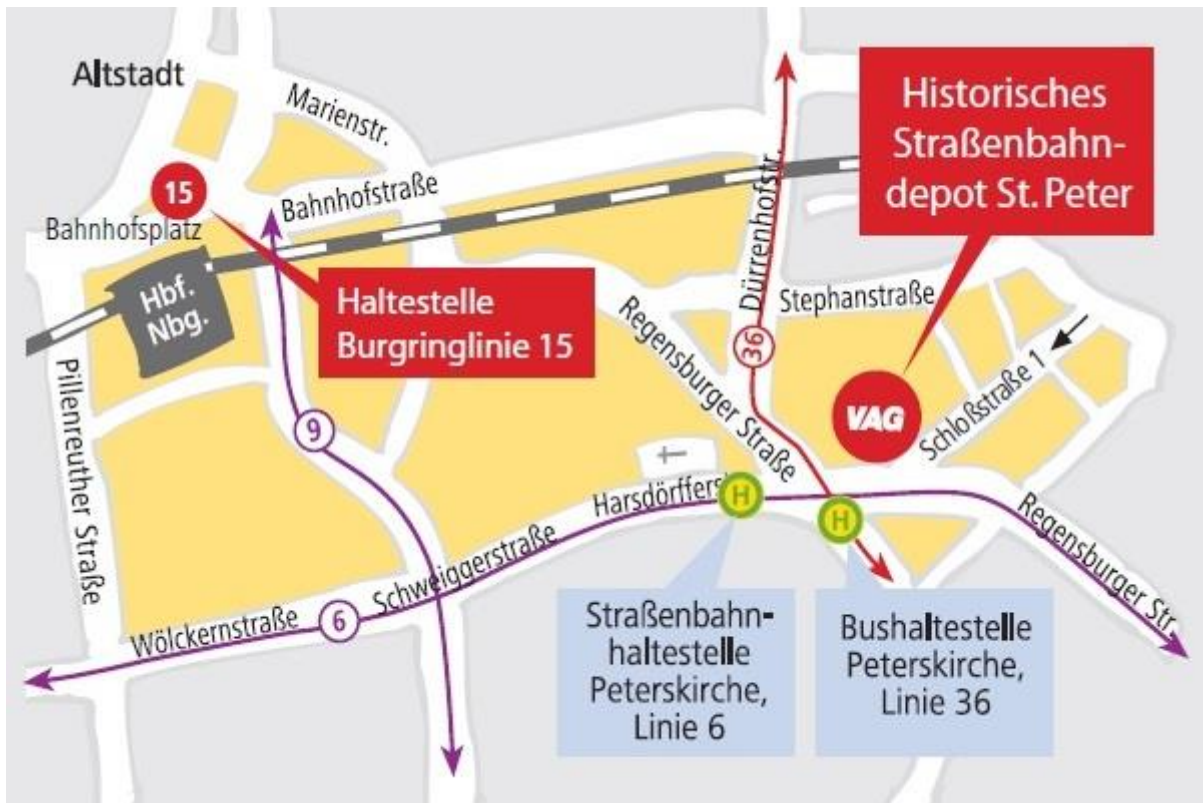 Altstadt
Marienstr.
Historisches
Straßenbahn-
depot St. Peter
15
Bahnhofstraße
Bahnhofsplatz
Dürrenhofstr.
Hbf.
Nbg.
Haltestelle
Burgringlinie 15
Stephanstraße
Regensburger Straße
36
Pillenreuther Straße
VAG
Schloßstraße 1
9
Harsdörfferstr
H
H
Regensburger Str.
Schweiggerstraße
6
Wölckernstraße
Straßenbahn-
haltestelle
Peterskirche,
Linie 6
Bushaltestelle
Peterskirche,
Linie 36